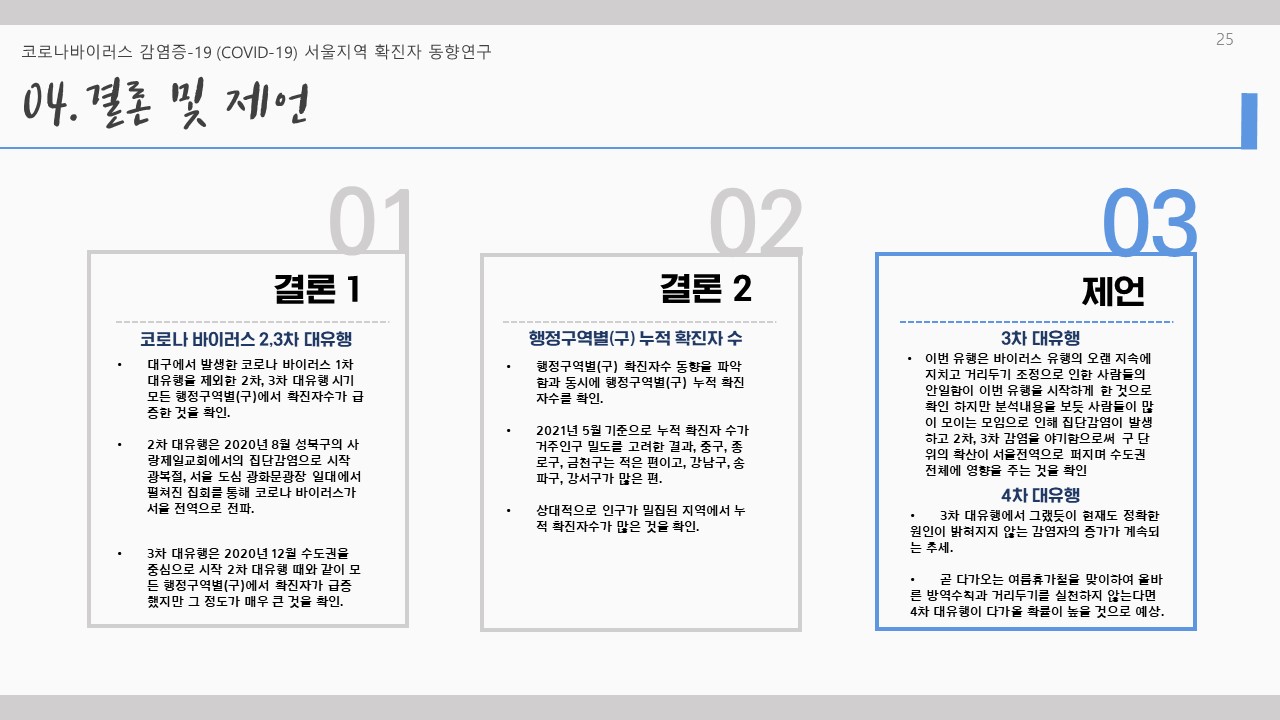 코로나바이러스 감염증-19 (COVID-19) 서울지역 확진자 동향연구
25
04.결론 및 제언
01
결론 1
코로나 바이러스 2,3차 대유행
• 대구에서 발생한 코로나 바이러스 1차
대유행을 제외한 2차, 3차 대유행 시기
모든 행정구역별(구)에서 확진자수가 급
증한 것을 확인.
• 2차 대유행은 2020년 8월 성북구의 사
랑제일교회에서의 집단감염으로 시작
광복절, 서울 도심 광화문광장 일대에서
펼쳐진 집회를 통해 코로나 바이러스가
서울 전역으로 전파.
• 3차 대유행은 2020년 12월 수도권을
중심으로 시작 2차 대유행 때와 같이 모
든 행정구역별(구)에서 확진자가 급증
했지만 그 정도가 매우 큰 것을 확인.
02
결론 2
행정구역별(구) 누적 확진자 수
• 행정구역별(구) 확진자수 동향을 파악
함과 동시에 행정구역별(구) 누적 확진
자수를 확인.
• 2021년 5월 기준으로 누적 확진자 수가
거주인구 밀도를 고려한 결과, 중구, 종
로구, 금천구는 적은 편이고, 강남구, 송
파구, 강서구가 많은 편.
• 상대적으로 인구가 밀집된 지역에서 누
적 확진자수가 많은 것을 확인.
03
제언
3차 대유행
• 이번 유행은 바이러스 유행의 오랜 지속에
지치고 거리두기 조정으로 인한 사람들의
안일함이 이번 유행을 시작하게 한 것으로
확인 하지만 분석내용을 보듯 사람들이 많
이 모이는 모임으로 인해 집단감염이 발생
하고 2차, 3차 감염을 야기함으로써 구 단
위의 확산이 서울전역으로 퍼지며 수도권
전체에 영향을 주는 것을 확인
4차 대유행
• 3차 대유행에서 그랬듯이 현재도 정확한
원인이 밝혀지지 않는 감염자의 증가가 계속되
는 추세.
• 곧 다가오는 여름휴가철을 맞이하여 올바
른 방역수칙과 거리두기를 실천하지 않는다면
4차 대유행이 다가올 확률이 높을 것으로 예상.